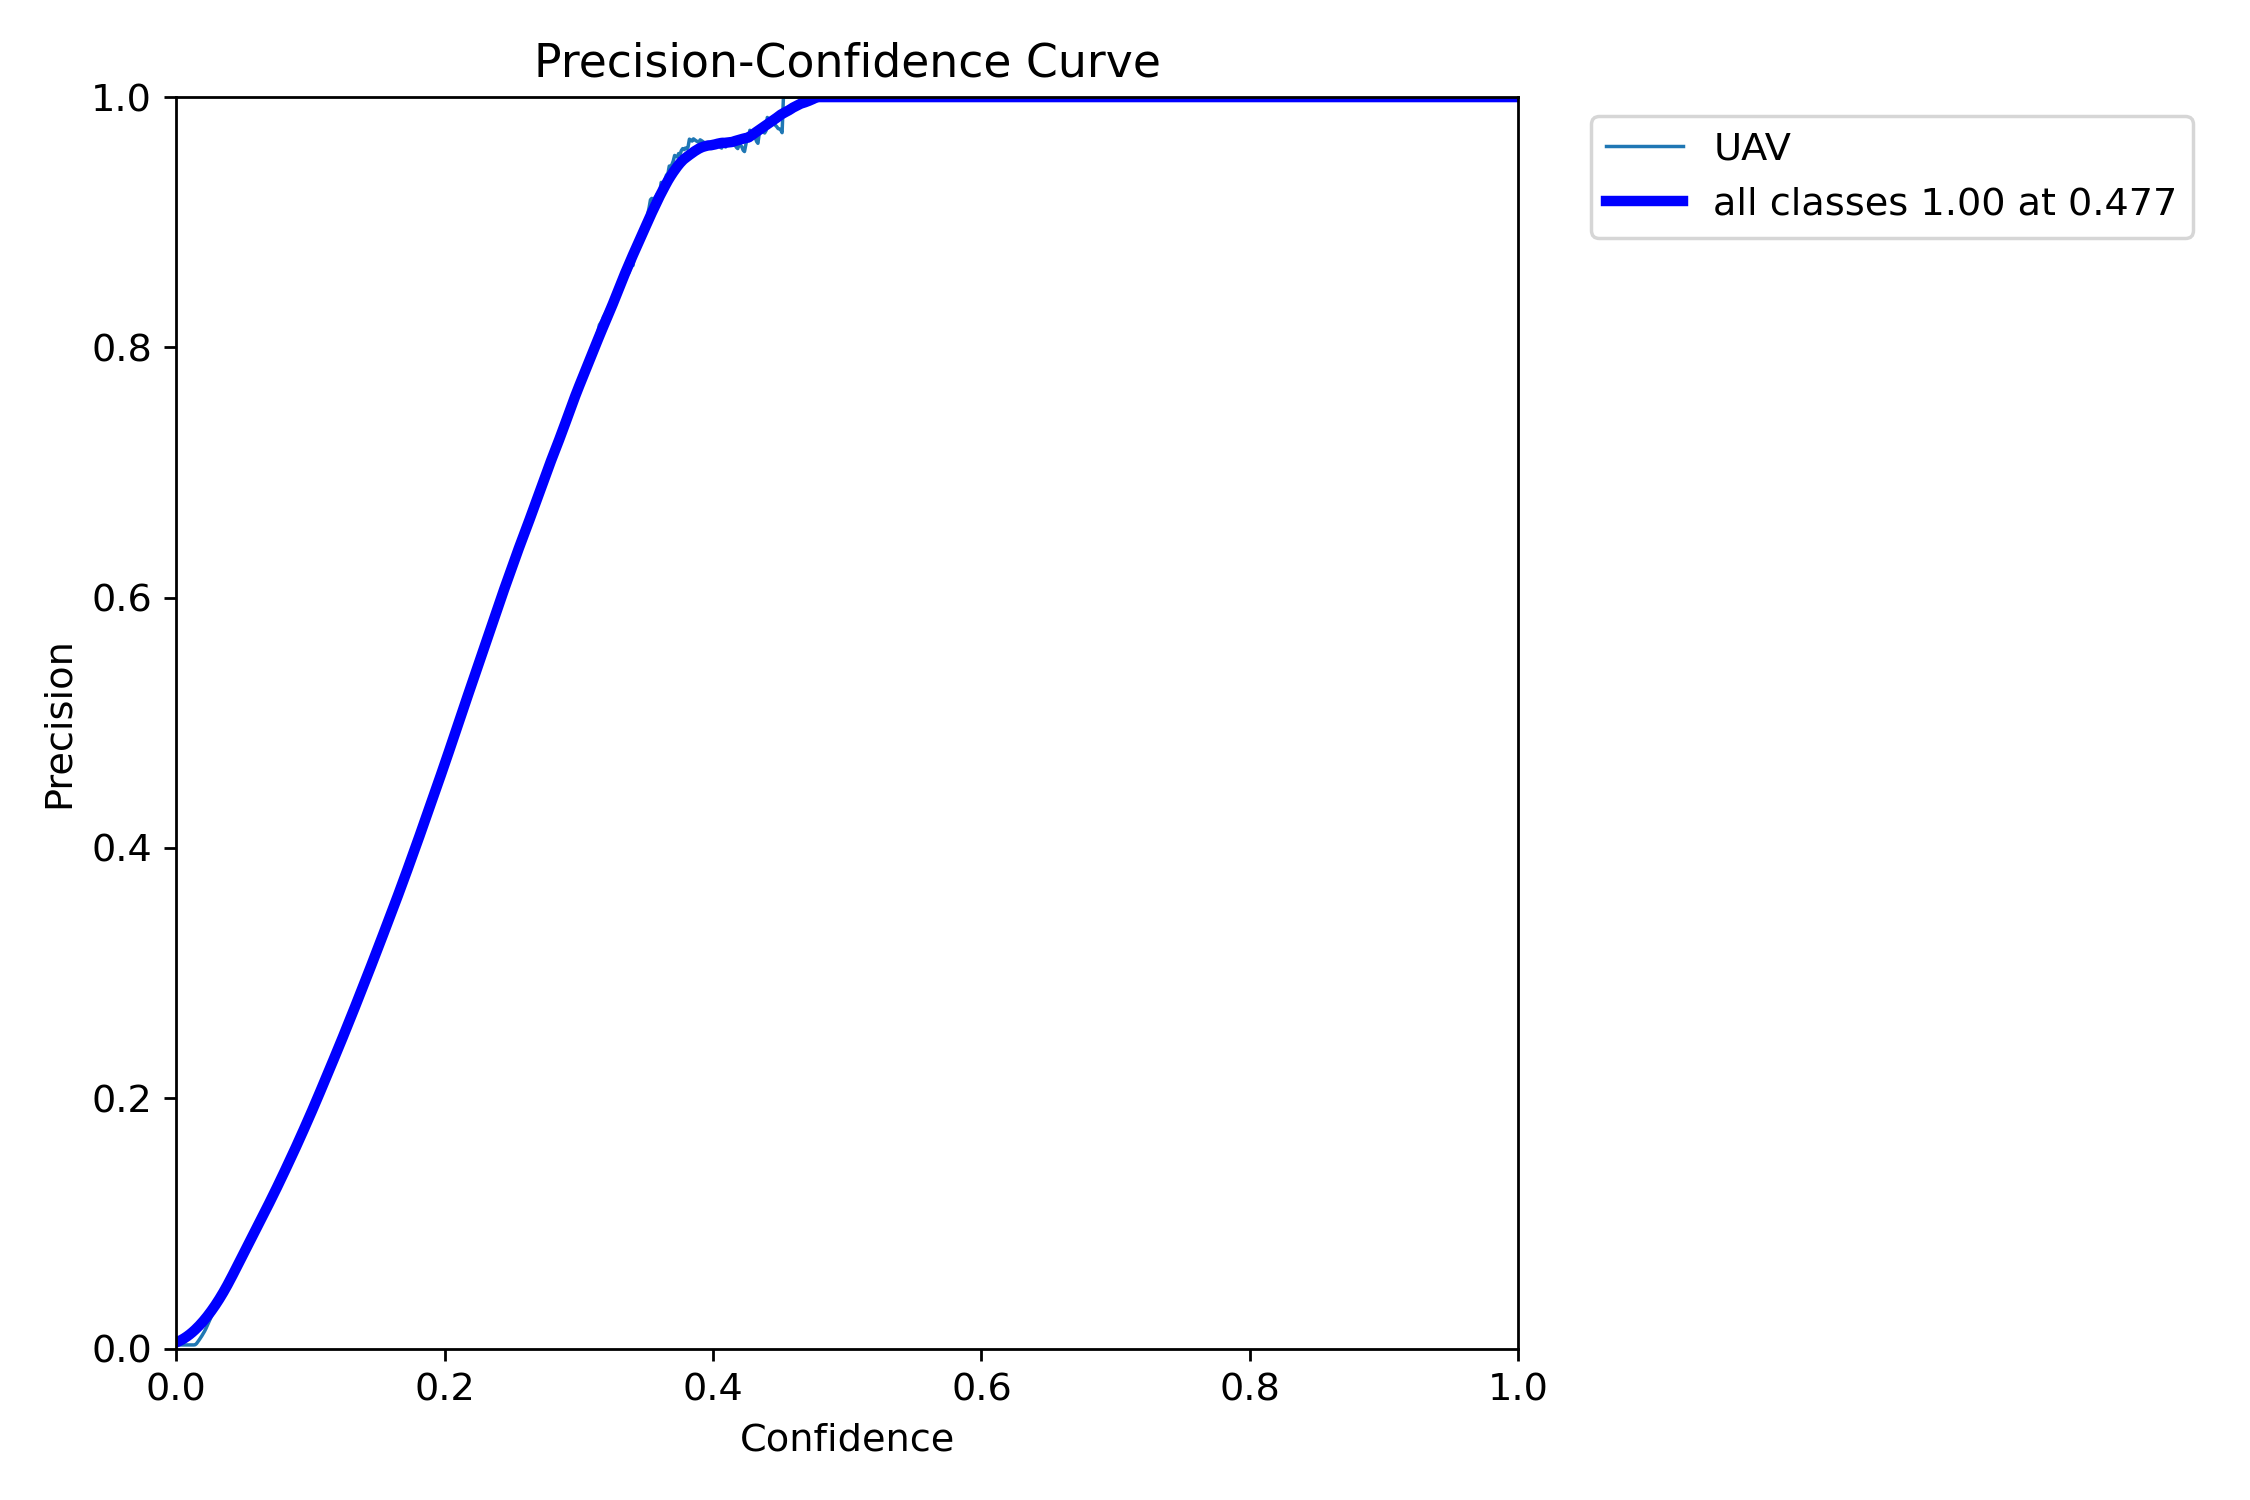 Precision-Confidence Curve
1.0
0.8
0.6
0.4
0.2
0.0
Precision
0.0 0.2 0.4 0.6 0.8 1.0
Confidence
UAV
all classes 1.00 at 0.477